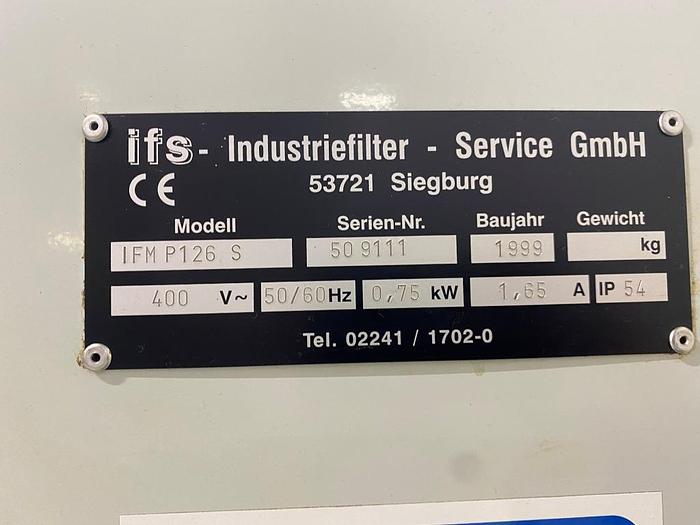 ifs - Industriefilter - Service GmbH
CE 53721 Siegburg
Modell Serien-Nr. Baujahr Gewicht
IFM P126 S 50 9111 1999 kg
400 V~ 50/60 Hz 0,75 kW 1,65 A IP 54
Tel. 02241 / 1702-0